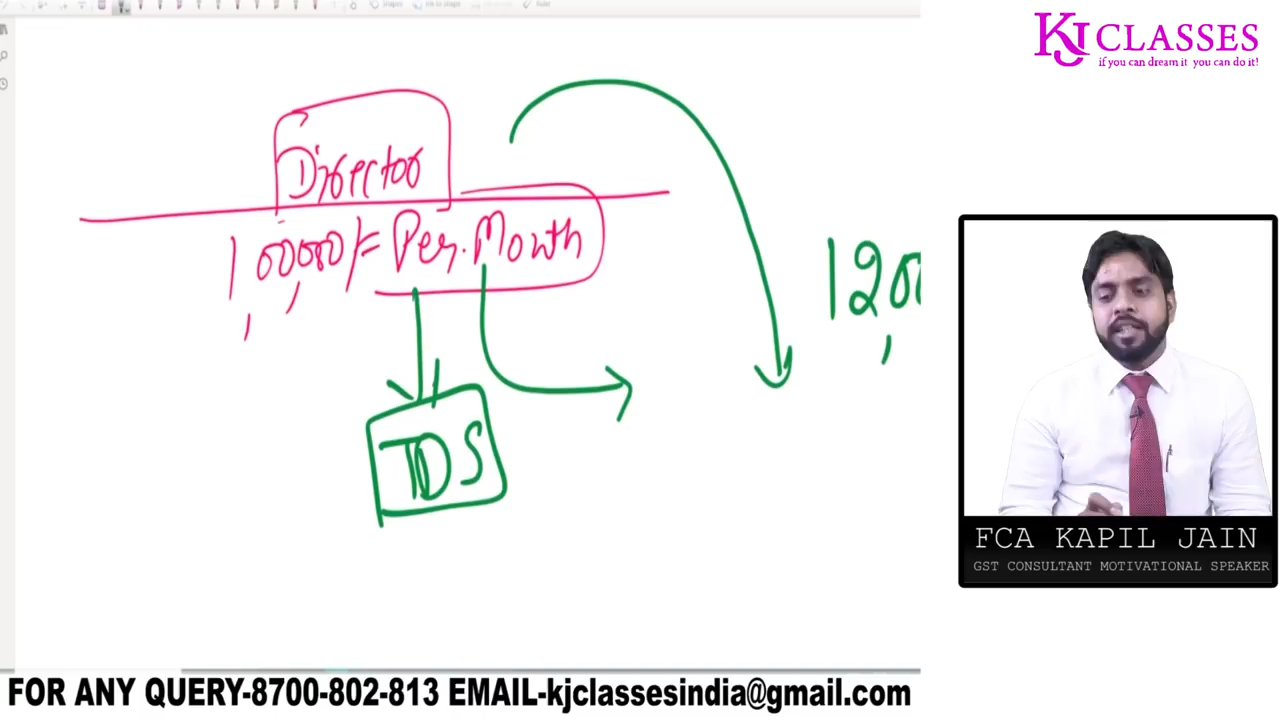 KJ CLASSES
if you can dream it you can do it!
Director
1,00,000/= Per. Month
1200
TDS
FCA KAPIL JAIN
GST CONSULTANT MOTIVATIONAL SPEAKER
FOR ANY QUERY-8700-802-813 EMAIL-kjclassesindia@gmail.com